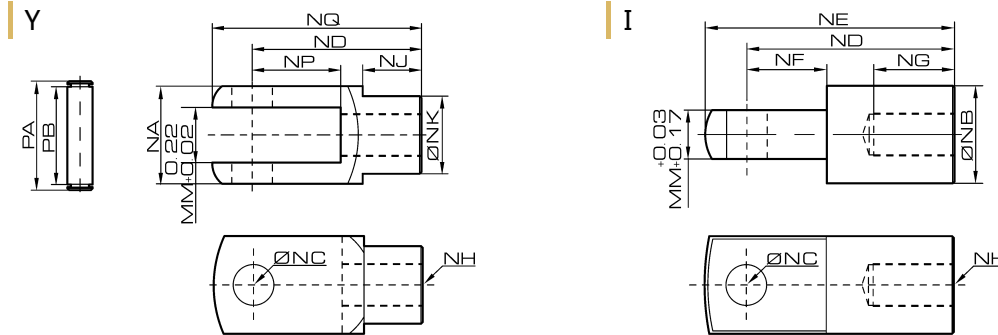 Y
NQ
ND
NP
NJ
PA
PB
NA
MM+0.22
+0.02
ØNK
ØNC
NH
I
NE
ND
NF
NG
MM+0.03
+0.17
ØNB
ØNC
NH